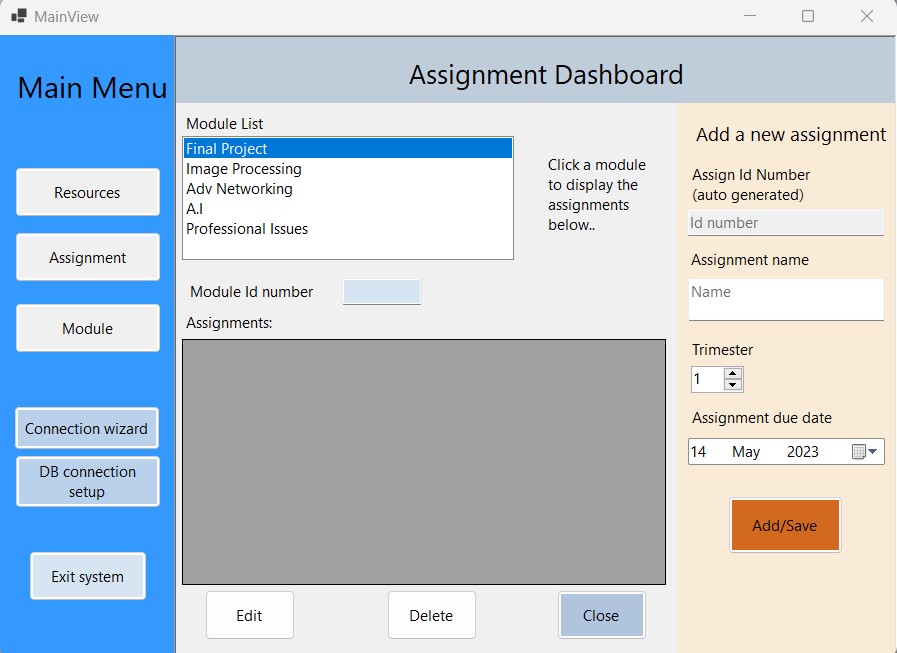 MainView
Main Menu
Resources
Assignment
Module
Connection wizard
DB connection
setup
Exit system
Assignment Dashboard
Module List
Final Project
Image Processing
Adv Networking
A.I
Professional Issues
Click a module
to display the
assignments
below..
Module Id number
Assignments:
Edit
Delete
Close
Add a new assignment
Assign Id Number
(auto generated)
Id number
Assignment name
Name
Trimester
1
Assignment due date
14 May 2023
Add/Save